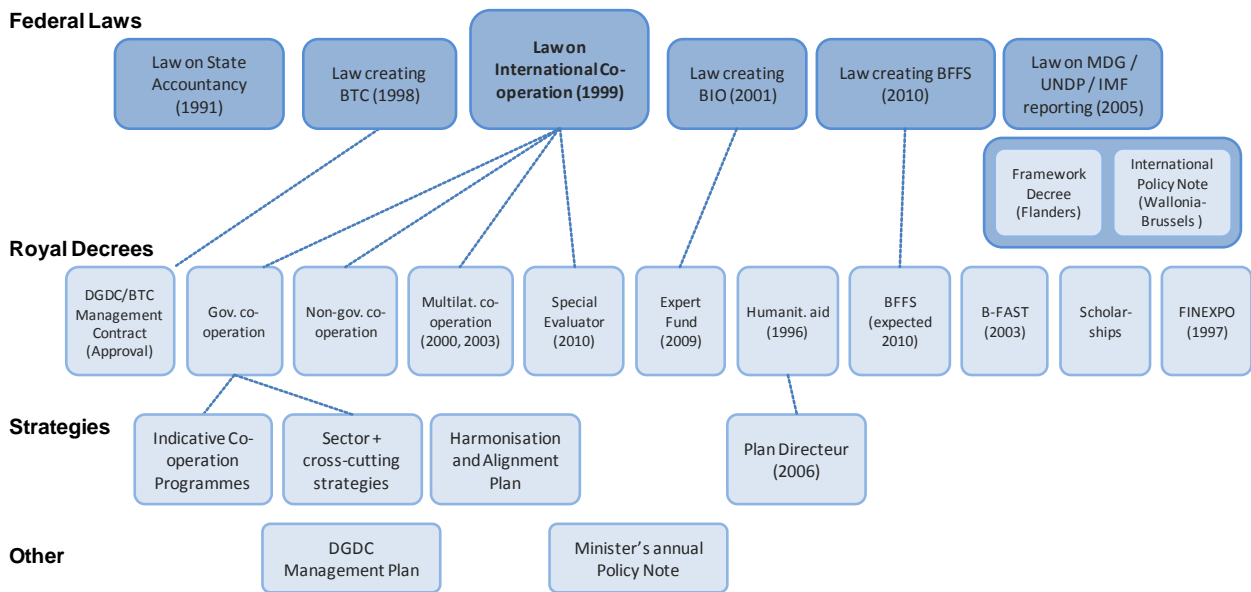 Federal Laws
Law on State
Accountancy
(1991)
Law creating
BTC (1998)
Law on
International Co-
operation (1999)
Law creating
BIO (2001)
Law creating BFFS
(2010)
Law on MDG /
UNDP / IMF
reporting (2005)
Framework
Decree
(Flanders)
International
Policy Note
(Wallonia-
Brussels )
Royal Decrees
DGDC/BTC
Management
Contract
(Approval)
Gov. co-
operation
Non-gov. co-
operation
Multilat. co-
operation
(2000, 2003)
Special
Evaluator
(2010)
Expert
Fund
(2009)
Humanit. aid
(1996)
BFFS
(expected
2010)
B-FAST
(2003)
Scholar-
ships
FINEXPO
(1997)
Strategies
Indicative Co-
operation
Programmes
Sector +
cross-cutting
strategies
Harmonisation
and Alignment
Plan
Plan Directeur
(2006)
Other
DGDC
Management Plan
Minister's annual
Policy Note